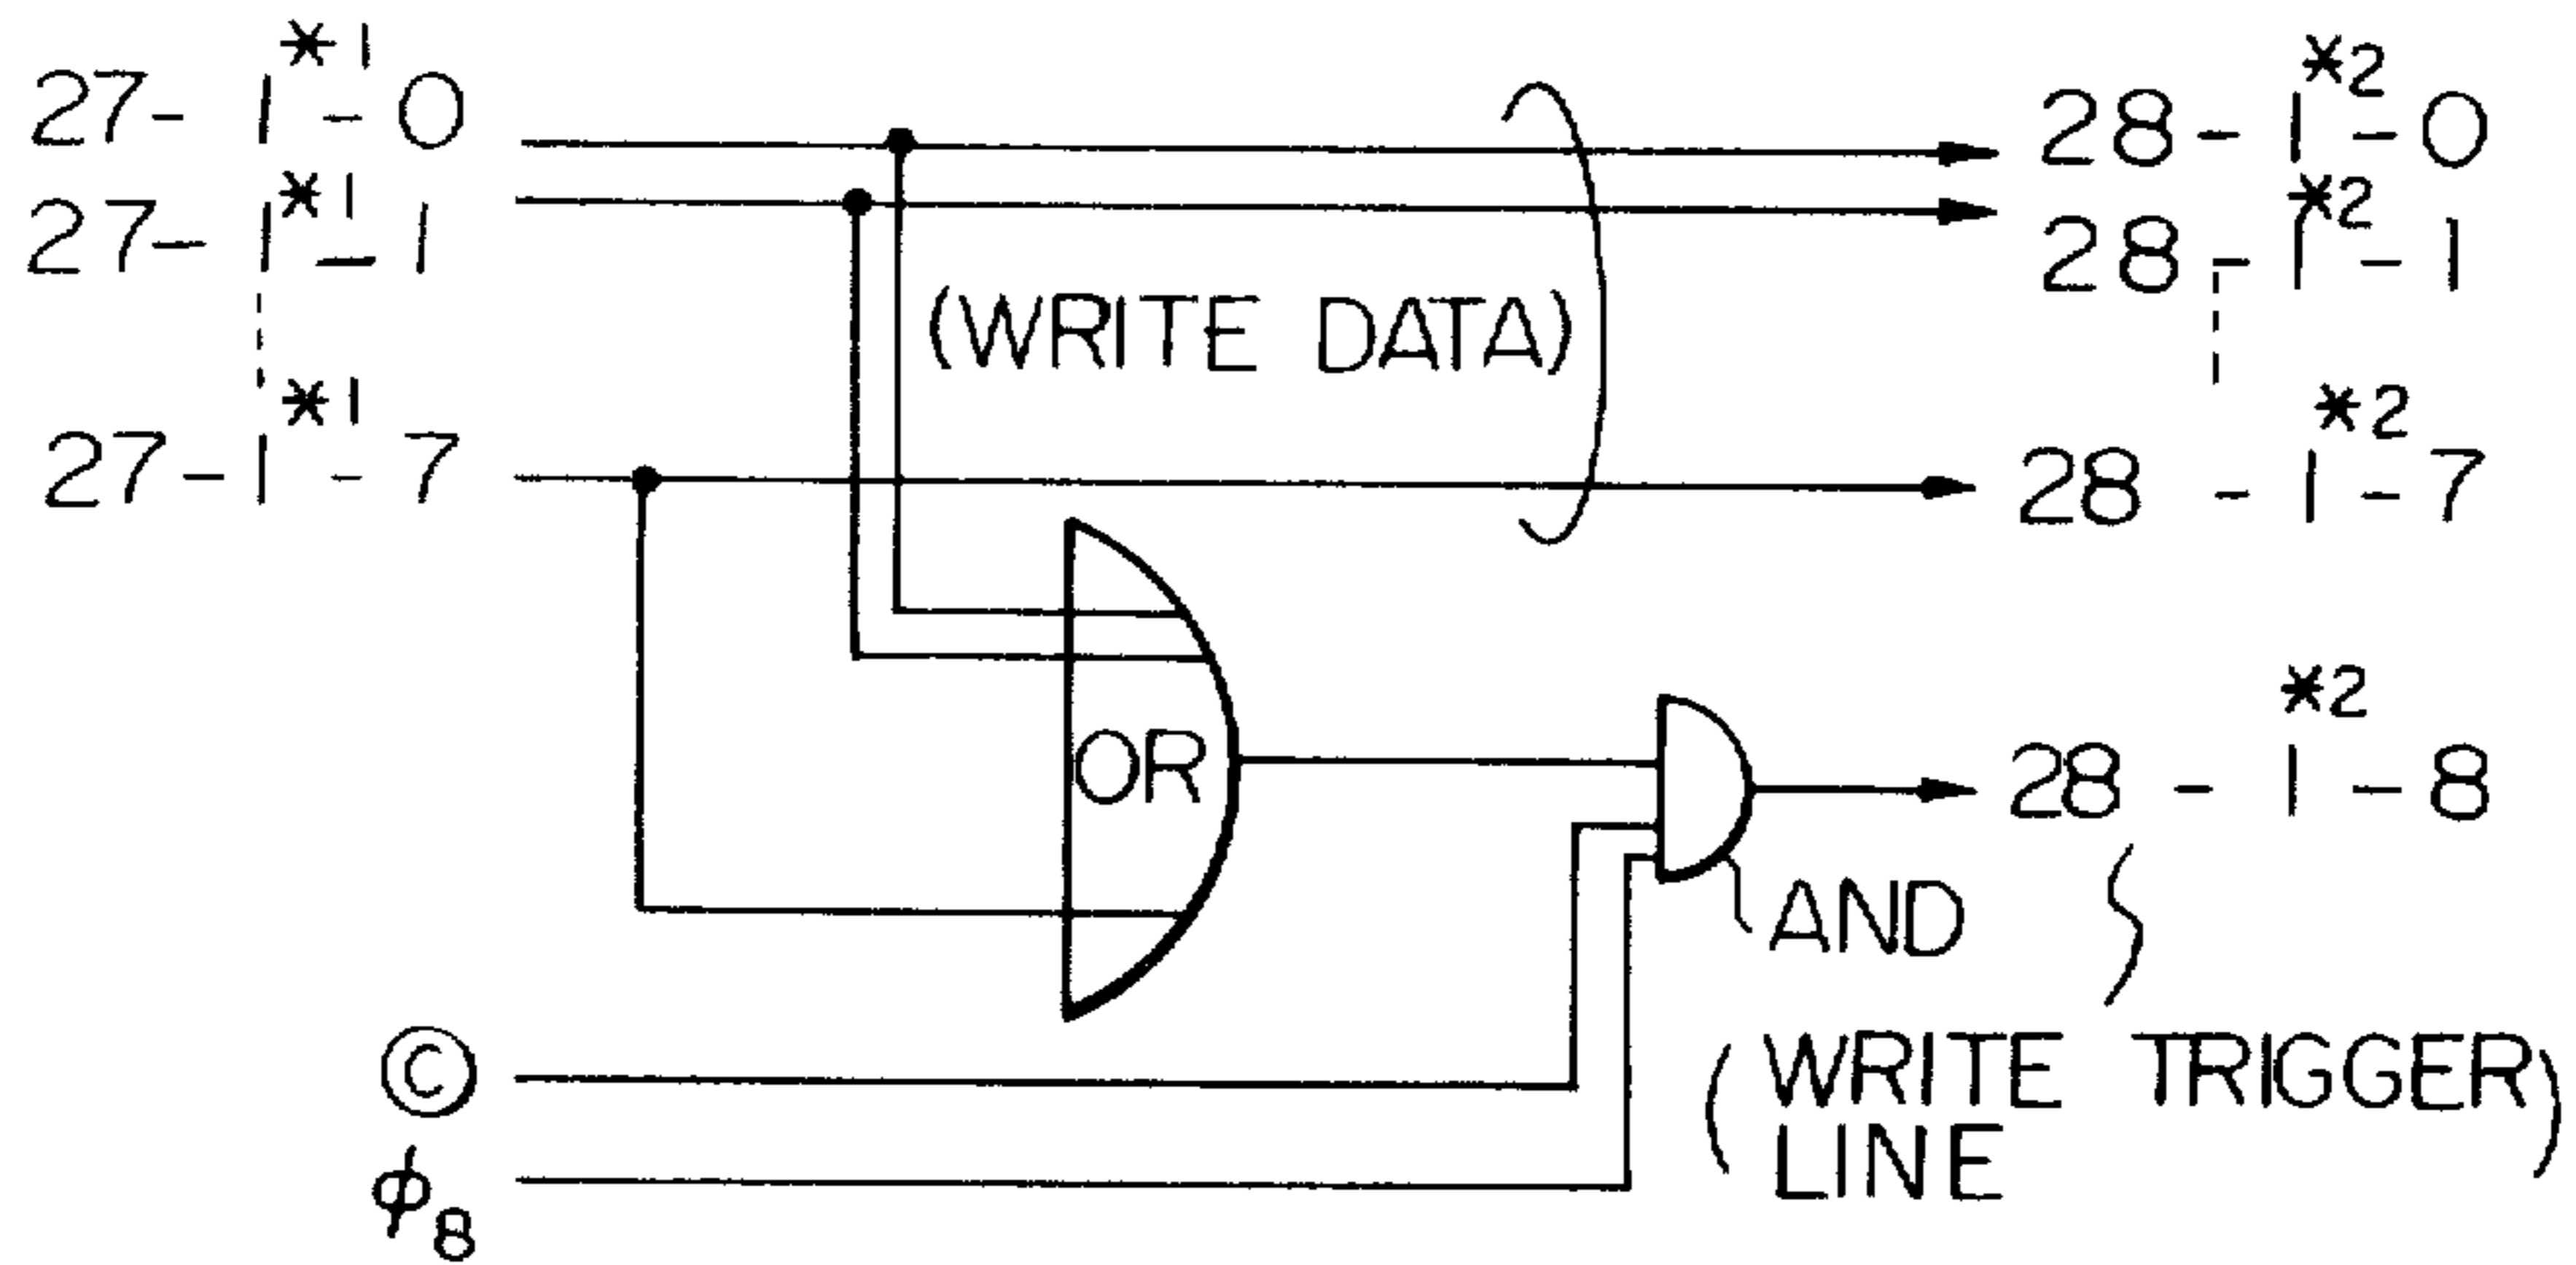 27-1*1-0
27-1*1-1
27-1*1-7
28-1*2-0
28-1*2-1
28-1*2-7
(WRITE DATA)
OR
28-1*2-8
AND
(WRITE TRIGGER
LINE)
Ⓒ
ϕ8